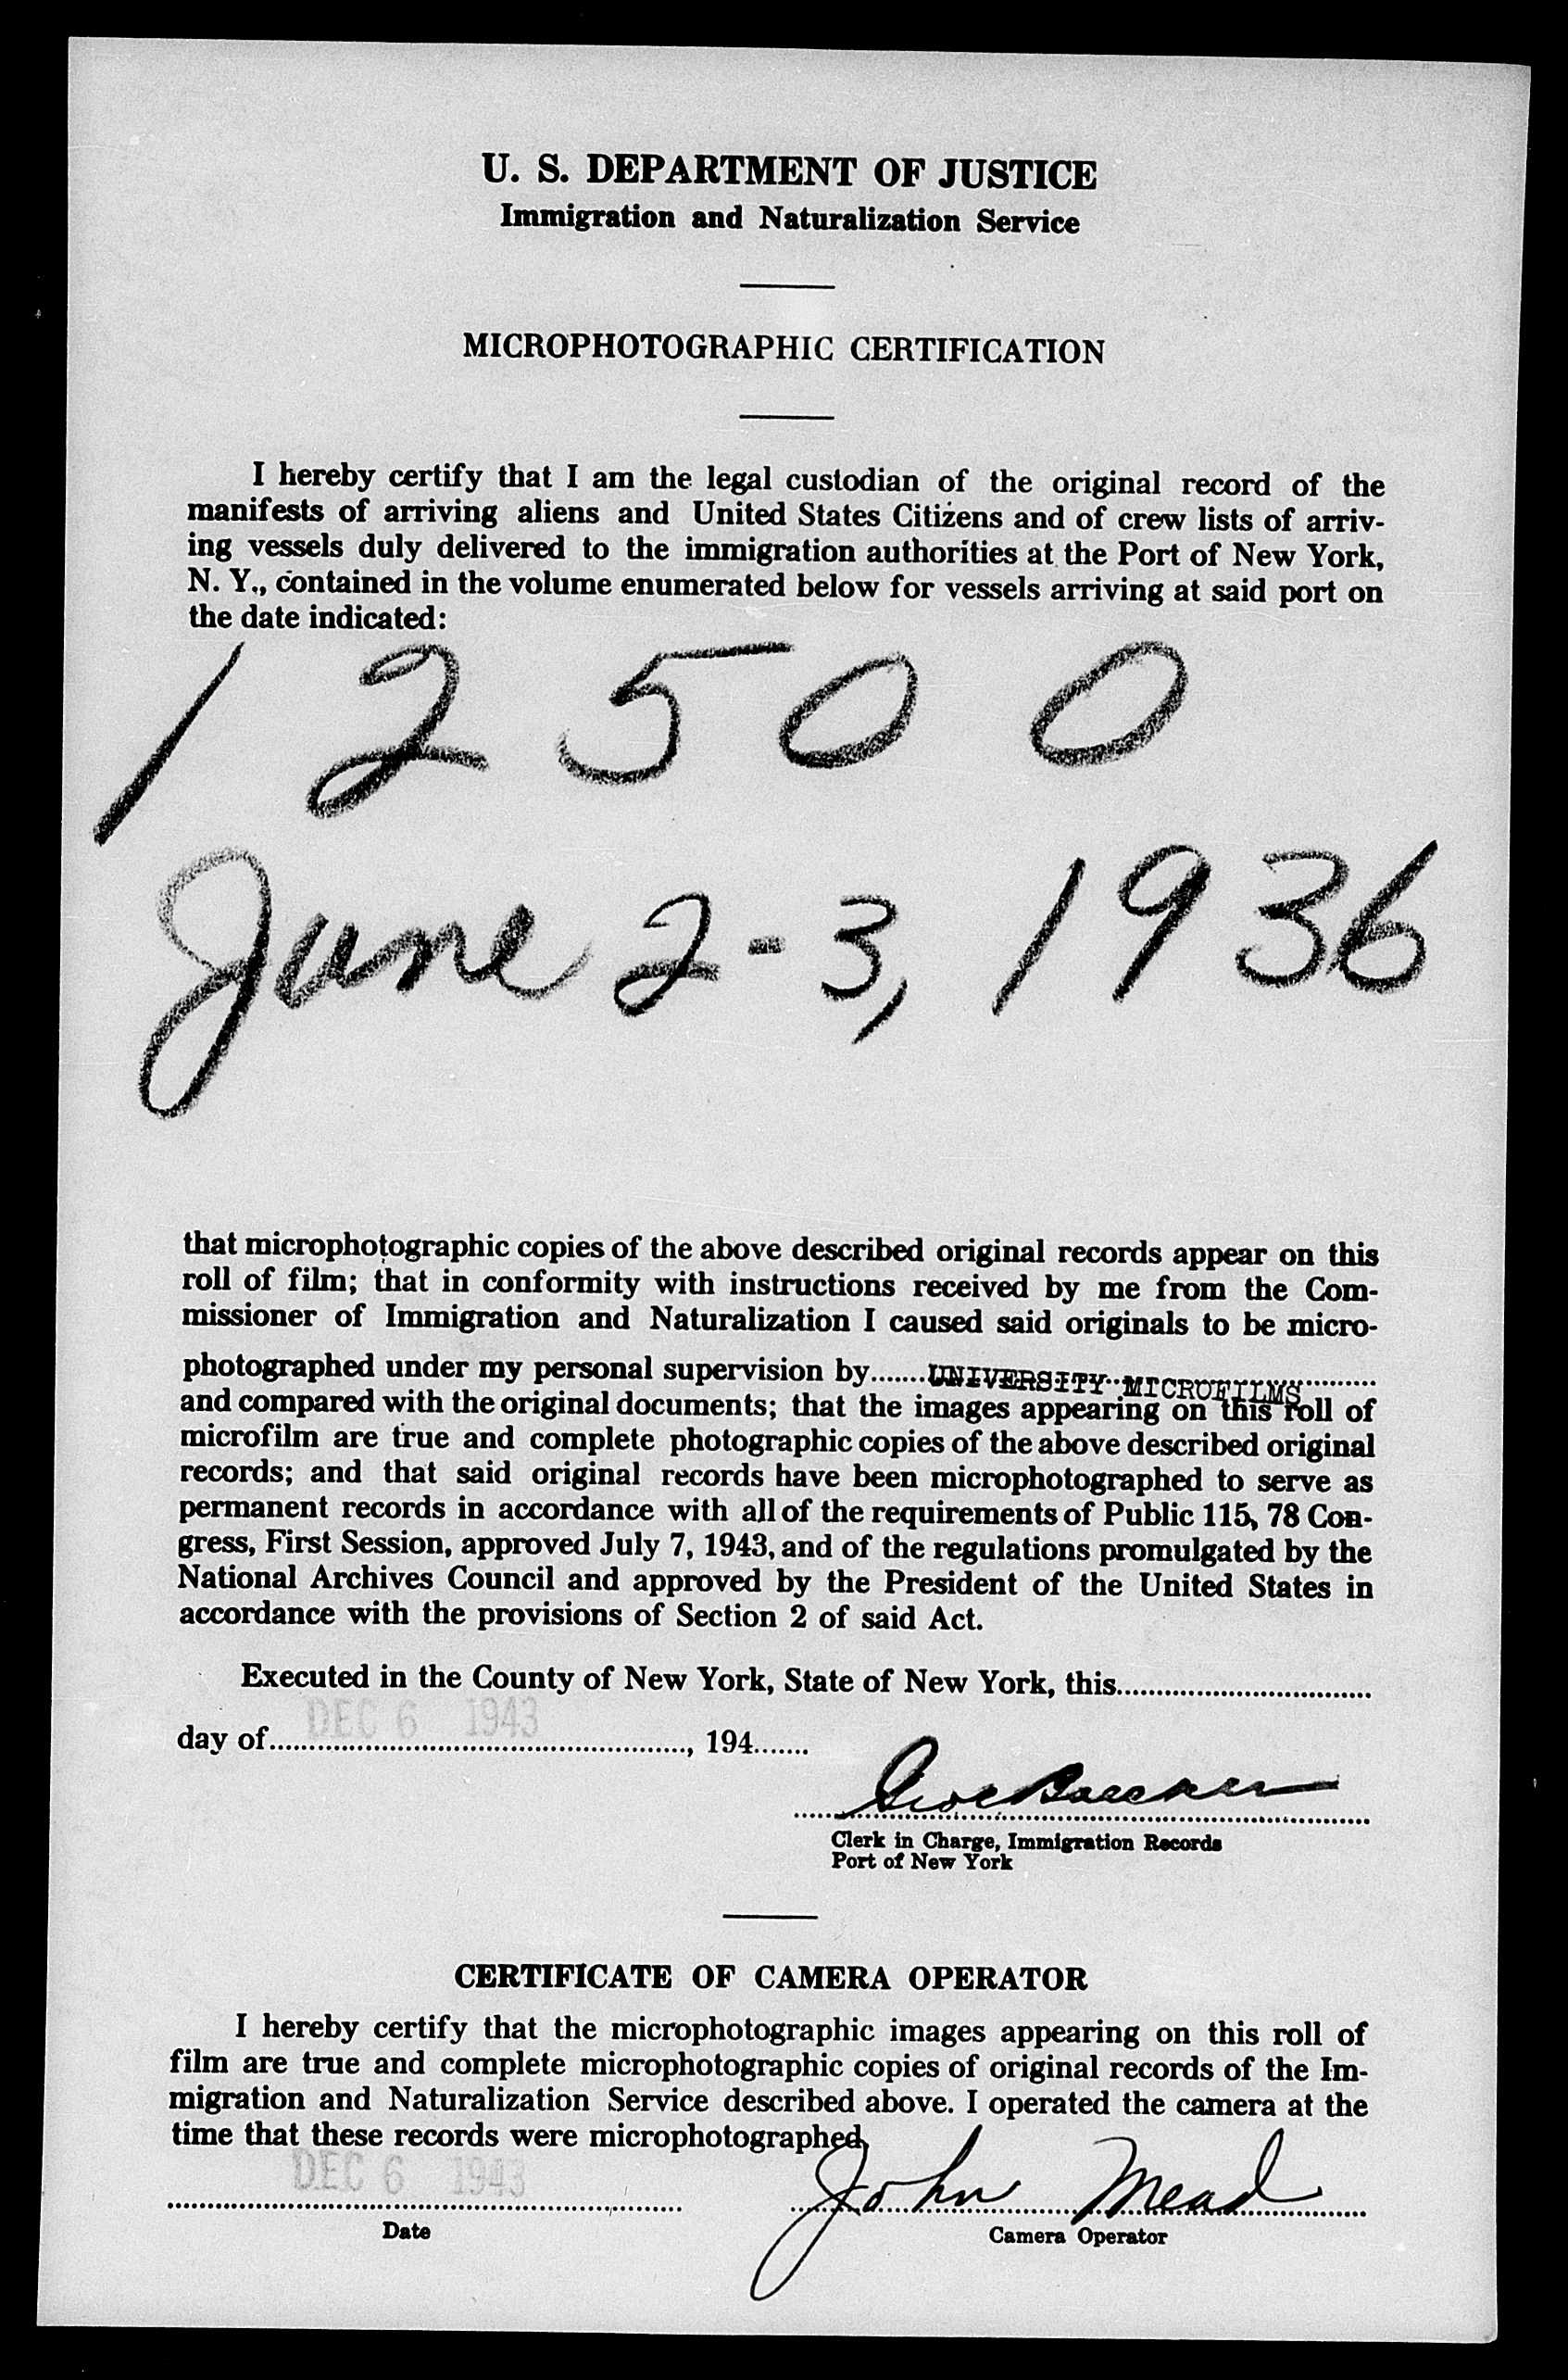 U. S. DEPARTMENT OF JUSTICE
Immigration and Naturalization Service
MICROPHOTOGRAPHIC CERTIFICATION
I hereby certify that I am the legal custodian of the original record of the
manifests of arriving aliens and United States Citizens and of crew lists of arriv-
ing vessels duly delivered to the immigration authorities at the Port of New York,
N. Y., contained in the volume enumerated below for vessels arriving at said port on
the date indicated:
12500
June 2-3, 1936
that microphotographic copies of the above described original records appear on this
roll of film; that in conformity with instructions received by me from the Com-
missioner of Immigration and Naturalization I caused said originals to be micro-
photographed under my personal supervision by UNIVERSITY MICROFILMS
and compared with the original documents; that the images appearing on this roll of
microfilm are true and complete photographic copies of the above described original
records; and that said original records have been microphotographed to serve as
permanent records in accordance with all of the requirements of Public 115, 78 Con-
gress, First Session, approved July 7, 1943, and of the regulations promulgated by the
National Archives Council and approved by the President of the United States in
accordance with the provisions of Section 2 of said Act.
Executed in the County of New York, State of New York, this
DEC 6 1943
day of , 194
Clerk in Charge, Immigration Records
Port of New York
CERTIFICATE OF CAMERA OPERATOR
I hereby certify that the microphotographic images appearing on this roll of
film are true and complete microphotographic copies of original records of the Im-
migration and Naturalization Service described above. I operated the camera at the
time that these records were microphotographed.
DEC 6 1943
John Mead
Date
Camera Operator